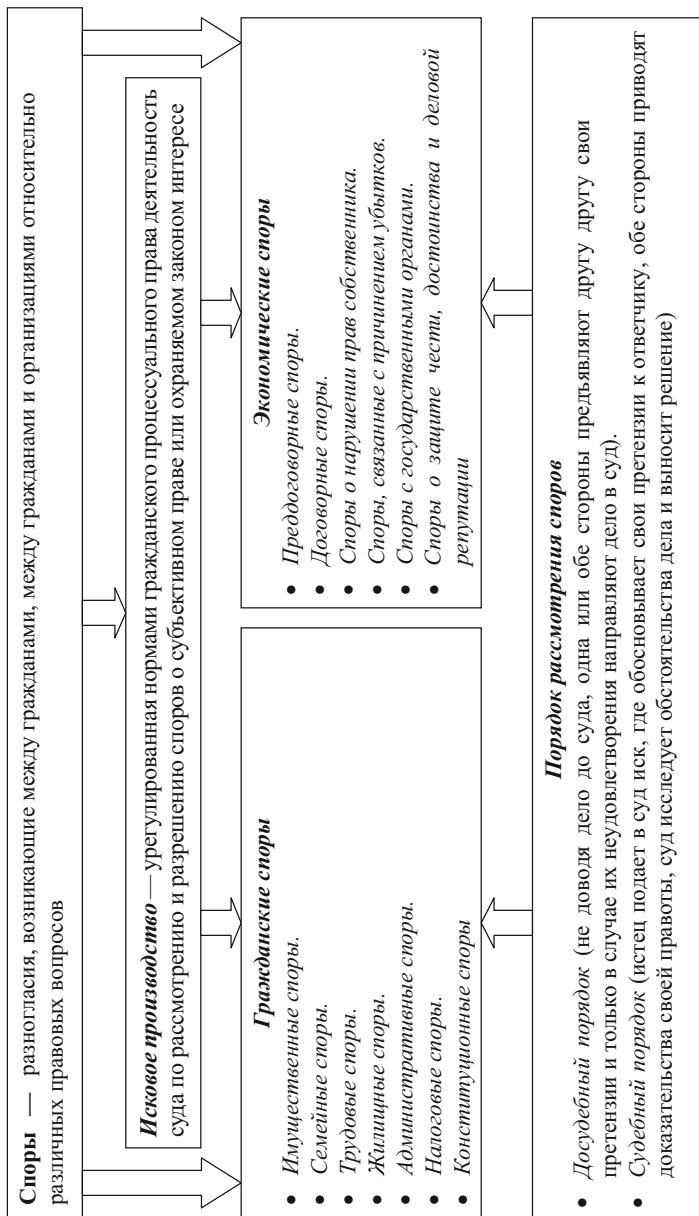 Споры — разногласия, возникающие между гражданами, между гражданами и организациями относительно
различных правовых вопросов
Исковое производство — урегулированная нормами гражданского процессуального права деятельность
суда по рассмотрению и разрешению споров о субъективном праве или охраняемом законом интересе
Гражданские споры
• Имущественные споры.
• Семейные споры.
• Трудовые споры.
• Жилищные споры.
• Административные споры.
• Налоговые споры.
• Конституционные споры
Экономические споры
• Преддоговорные споры.
• Договорные споры.
• Споры о нарушении прав собственника.
• Споры, связанные с причинением убытков.
• Споры с государственными органами.
• Споры о защите чести, достоинства и деловой
репутации
Порядок рассмотрения споров
• Досудебный порядок (не доводя дело до суда, одна или обе стороны предъявляют друг другу свои
претензии и только в случае их неудовлетворения направляют дело в суд).
• Судебный порядок (истец подает в суд иск, где обосновывает свои претензии к ответчику, обе стороны приводят
доказательства своей правоты, суд исследует обстоятельства дела и выносит решение)